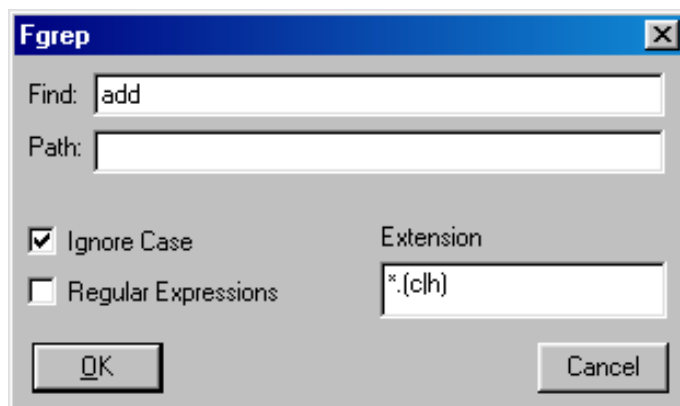 Fgrep
Find: add
Path:
Ignore Case
Extension
Regular Expressions
*.(c|h)
OK
Cancel